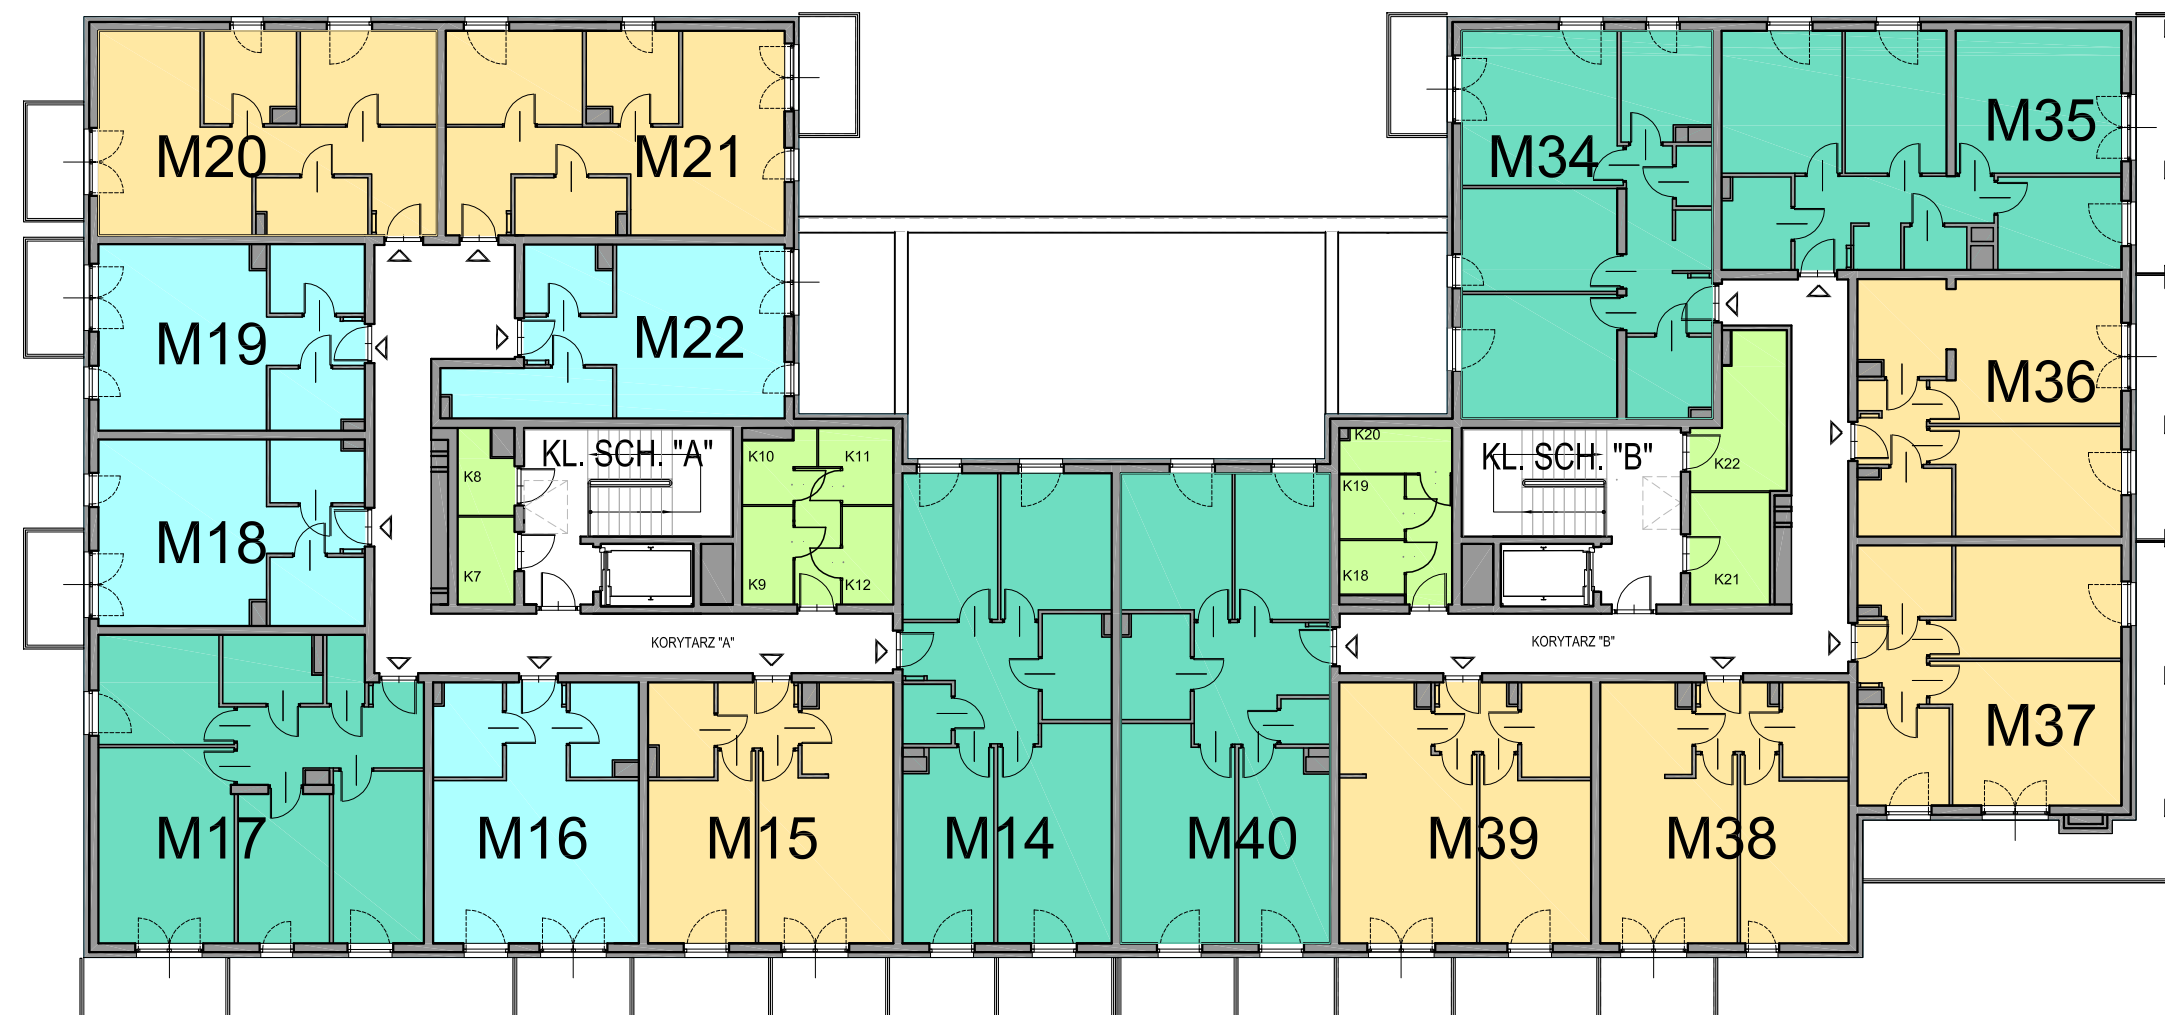 M20
M21
M34
M35
M19
M22
M36
M18
KL. SCH. "A"
K8
K7
K10
K11
K9
K12
K20
K19
K18
KL. SCH. "B"
K22
K21
KORYTARZ "A"
KORYTARZ "B"
M37
M17
M16
M15
M14
M40
M39
M38